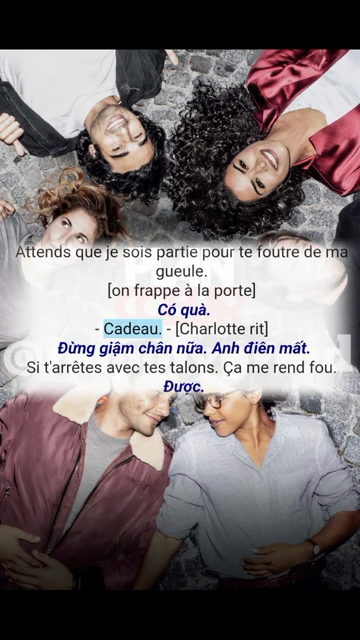 Attends que je sois partie pour te foutre de ma
gueule.
[on frappe à la porte]
Có quà.
- Cadeau. - [Charlotte rit]
Đừng giậm chân nữa. Anh điên mất.
Si t'arrêtes avec tes talons. Ça me rend fou.
Được.